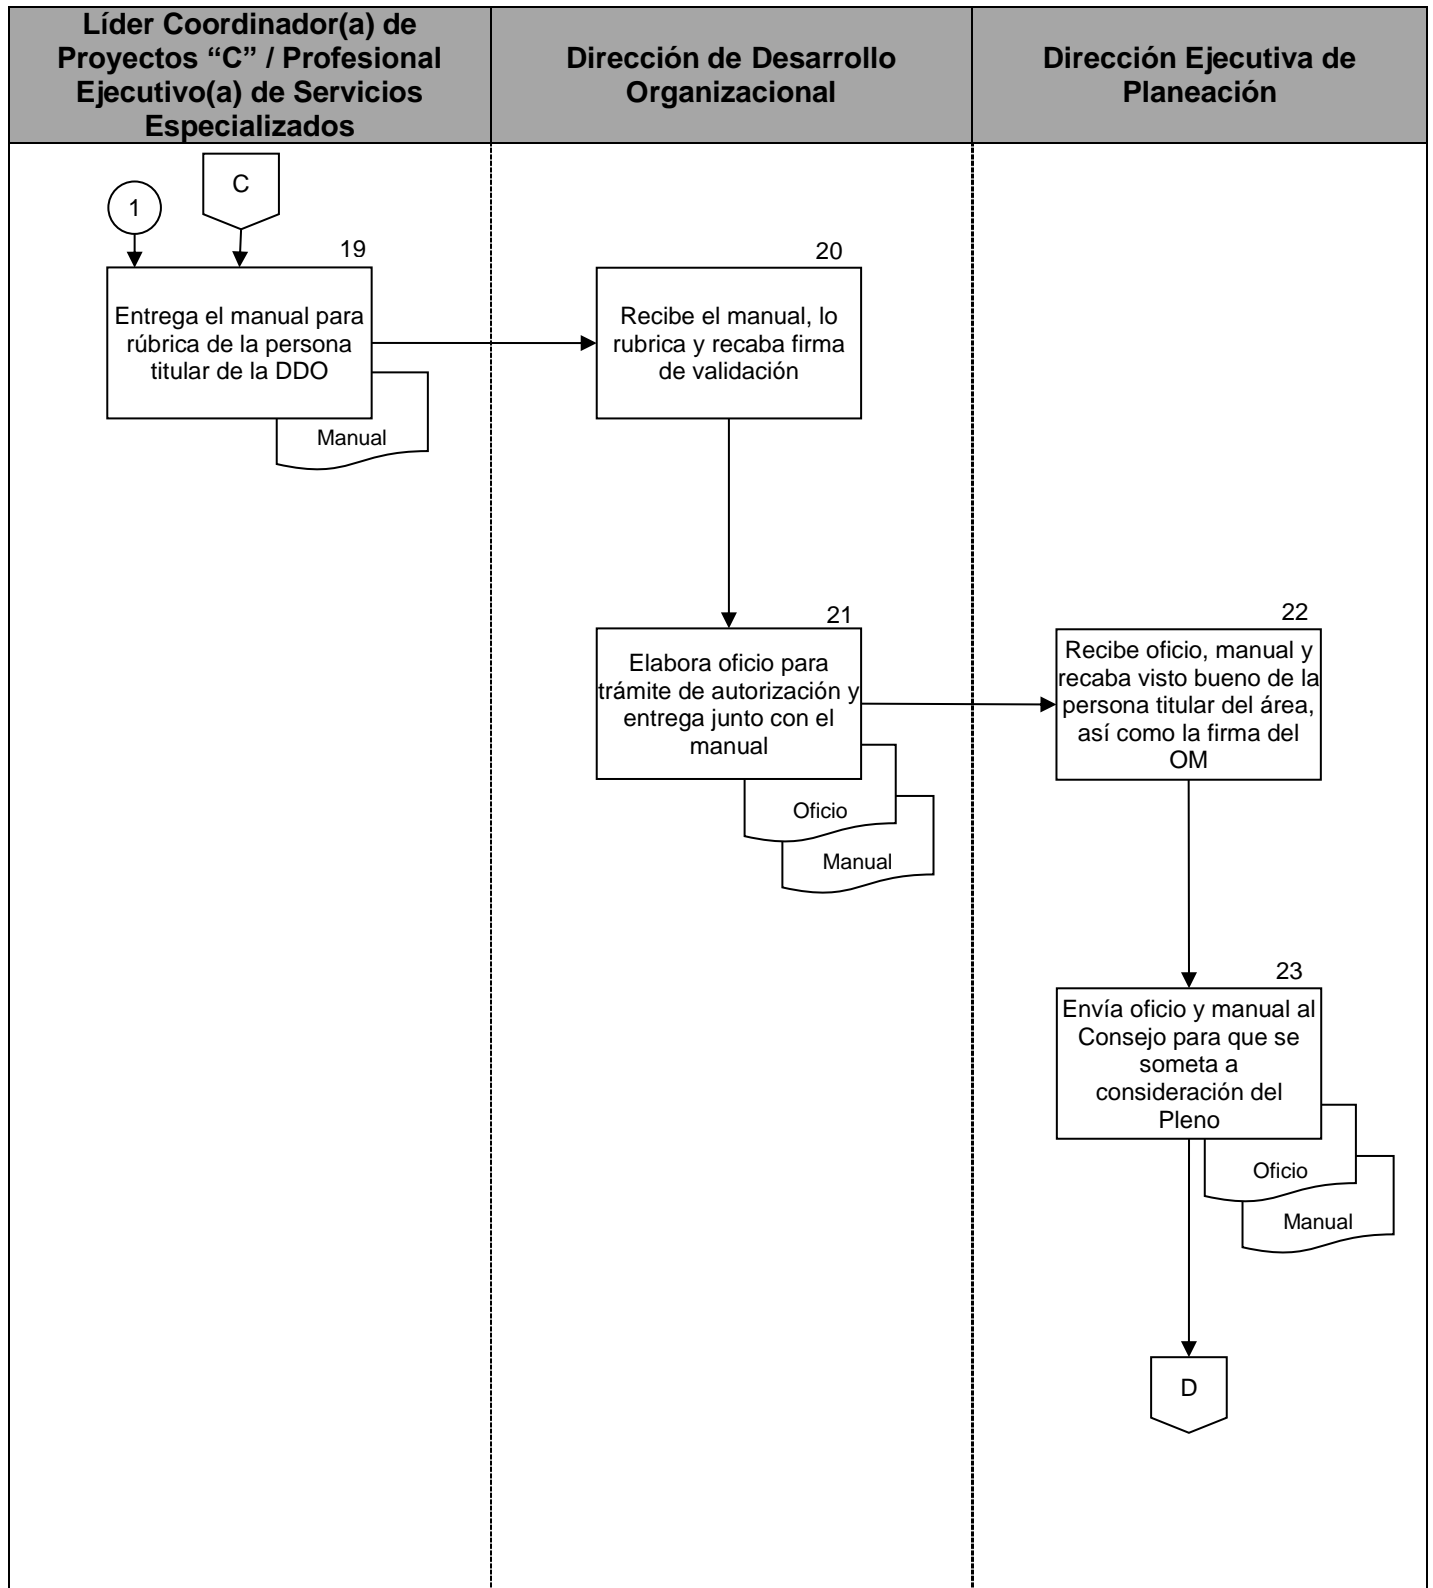 Líder Coordinador(a) de
Proyectos “C” / Profesional
Ejecutivo(a) de Servicios
Especializados
Dirección de Desarrollo
Organizacional
Dirección Ejecutiva de
Planeación
1
C
19
Entrega el manual para
rúbrica de la persona
titular de la DDO
Manual
20
Recibe el manual, lo
rubrica y recaba firma
de validación
21
Elabora oficio para
trámite de autorización y
entrega junto con el
manual
Oficio
Manual
22
Recibe oficio, manual y
recaba visto bueno de la
persona titular del área,
así como la firma del
OM
23
Envía oficio y manual al
Consejo para que se
someta a
consideración del
Pleno
Oficio
Manual
D